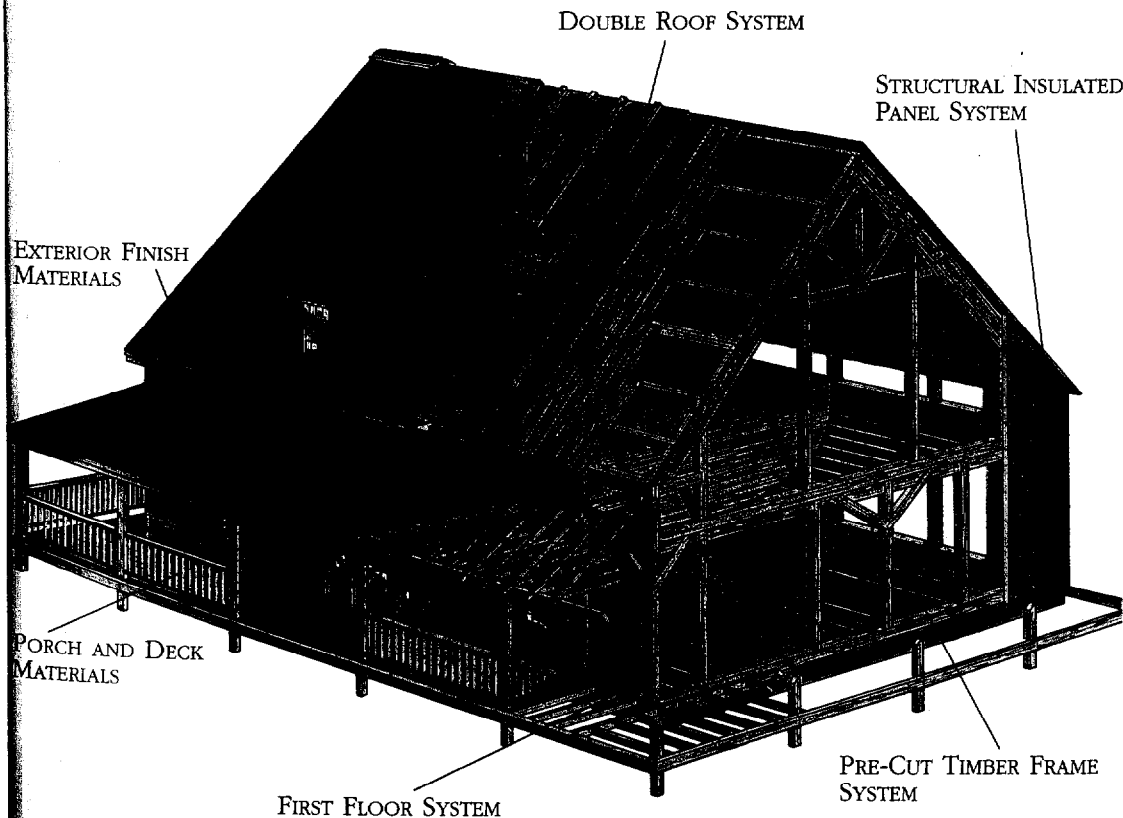 DOUBLE ROOF SYSTEM
STRUCTURAL INSULATED
PANEL SYSTEM
EXTERIOR FINISH
MATERIALS
PORCH AND DECK
MATERIALS
PRE-CUT TIMBER FRAME
SYSTEM
FIRST FLOOR SYSTEM